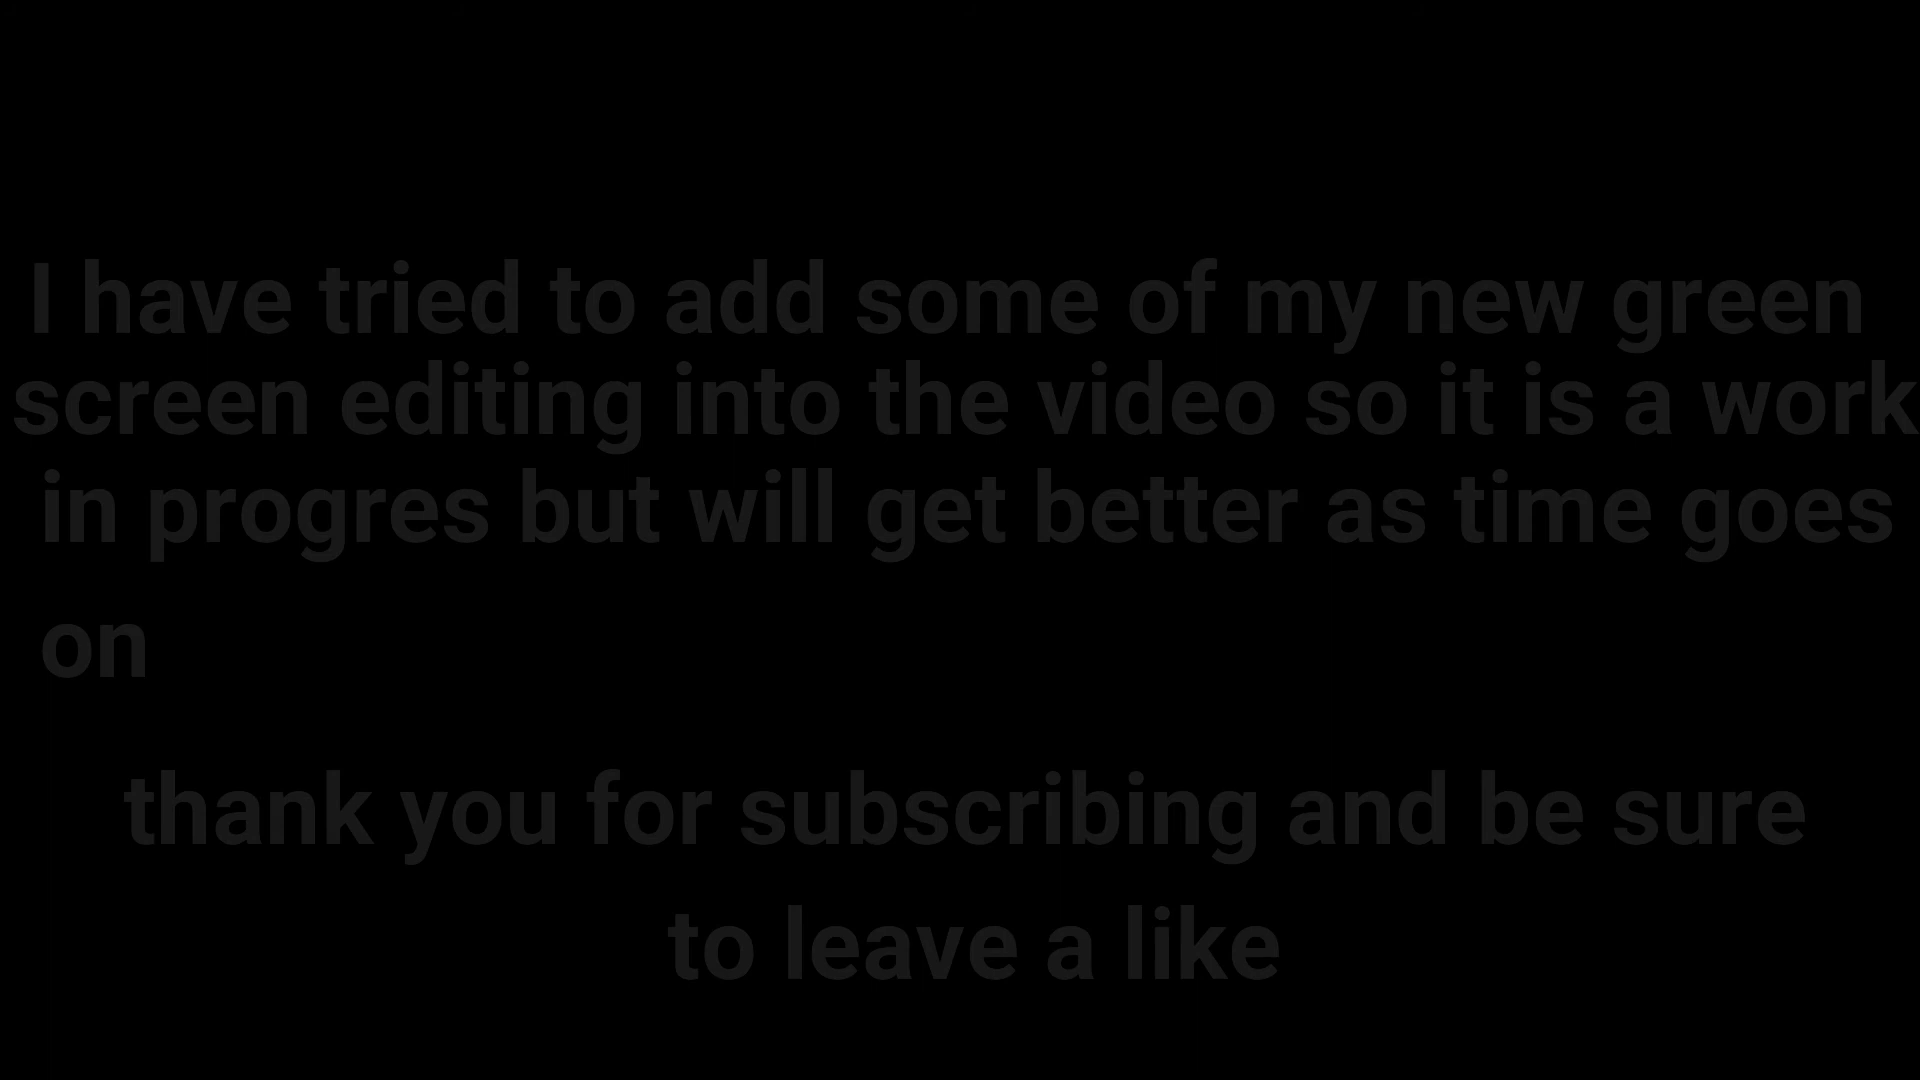 I have tried to add some of my new green
screen editing into the video so it is a work
in progres but will get better as time goes
on
thank you for subscribing and be sure
to leave a like